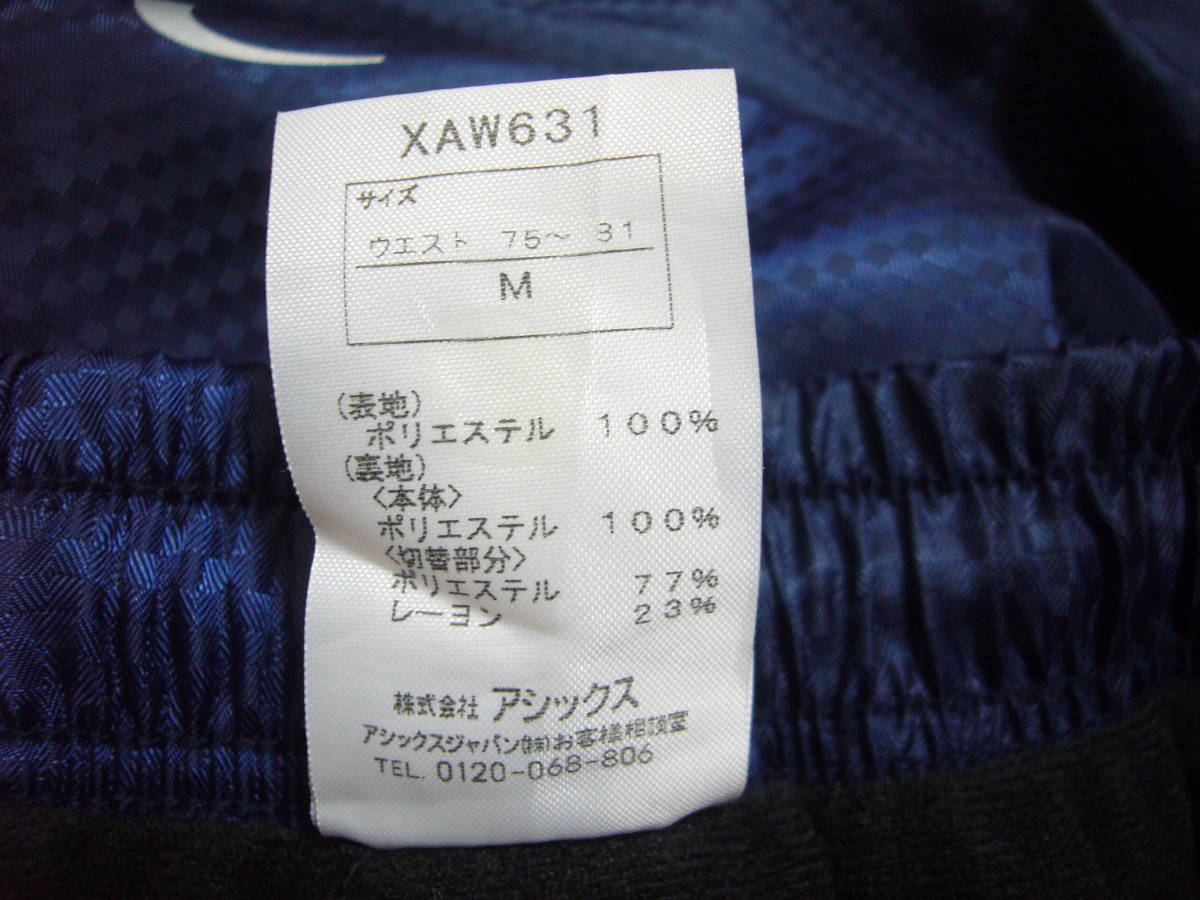 XAW631
サイズ
ウエスト 75～ 81
M
(表地)
ポリエステル 100%
(裏地)
〈本体〉
ポリエステル 100%
〈切替部分〉
ポリエステル 77%
レーヨン 23%
株式会社 アシックス
アシックスジャパン㈱お客様相談室
TEL. 0120-068-806